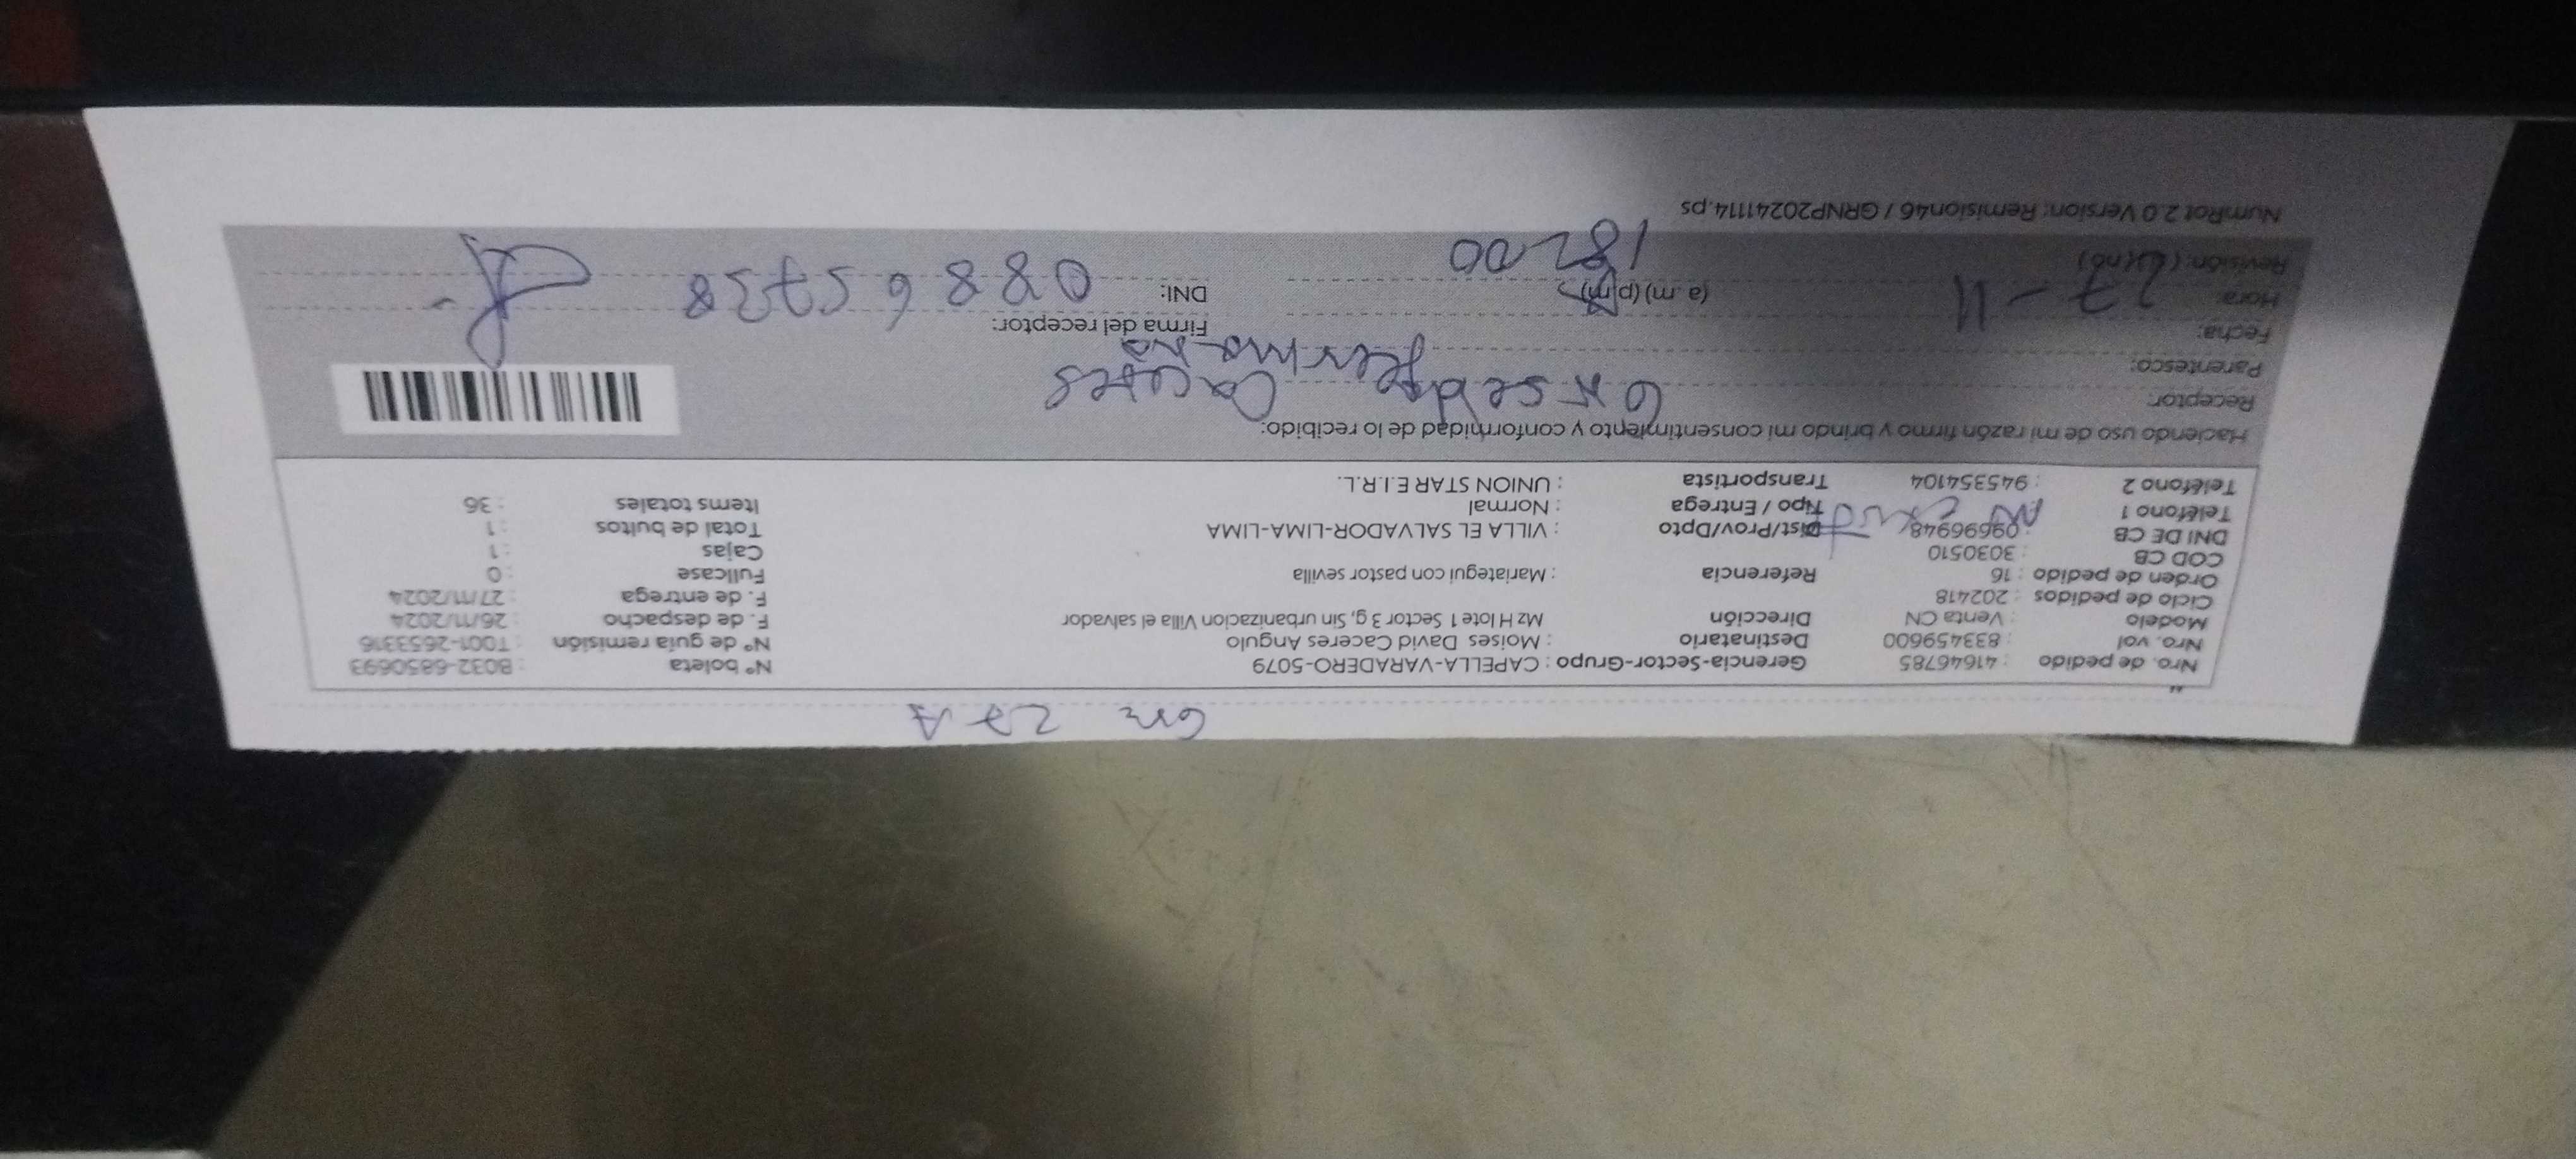 Gre 27A
"
Nro. de pedido : 41646785 Gerencia-Sector-Grupo : CAPELLA-VARADERO-5079 N° boleta : B032-6850693
Nro. vol : 833459600 Destinatario : Moises David Caceres Angulo N° de guía remisión : T001-2653316
Modelo : Venta CN Dirección Mz H lote 1 Sector 3 g, Sin urbanizacion Villa el salvador F. de despacho : 26/11/2024
Ciclo de pedidos : 202418 F. de entrega : 27/11/2024
Orden de pedido : 16 Referencia : Mariategui con pastor sevilla Fullcase : 0
COD CB : 3030510 Cajas : 1
DNI DE CB : 09696948 Dist/Prov/Dpto : VILLA EL SALVADOR-LIMA-LIMA Total de bultos : 1
Teléfono 1 Tipo / Entrega : Normal Items totales : 36
Teléfono 2 : 945354104 Transportista : UNION STAR E.I.R.L.
Haciendo uso de mi razón firmo y brindo mi consentimiento y conformidad de lo recibido:
Receptor: Caceres
Parentesco: hermana
Fecha: 27-11 Firma del receptor:
Hora: (a .m) (p.m) DNI: 08865738
Revisión: (si) (no) 182.00
NumRot 2.0 Version: Remision46 / GRNP20241114.ps